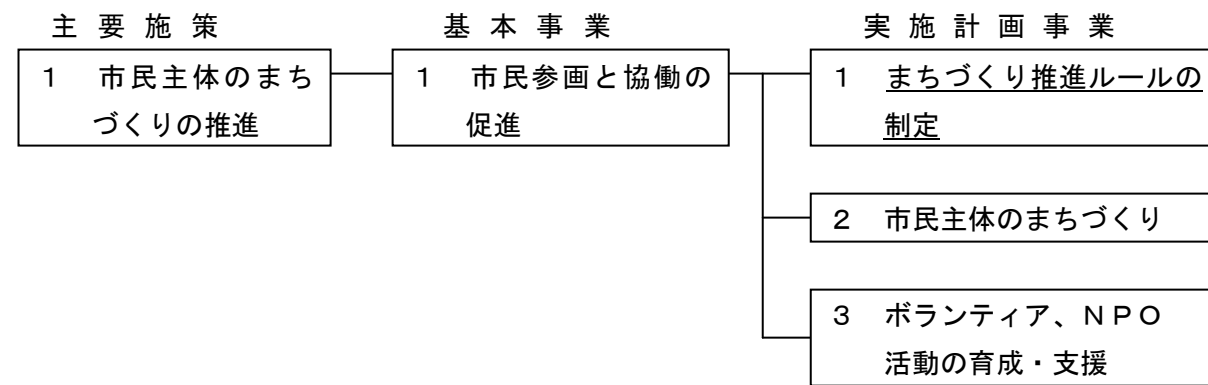 主要施策
基本事業
実施計画事業
1 市民主体のまち
づくりの推進
1 市民参画と協働の
促進
1 まちづくり推進ルールの
制定
2 市民主体のまちづくり
3 ボランティア、NPO
活動の育成・支援